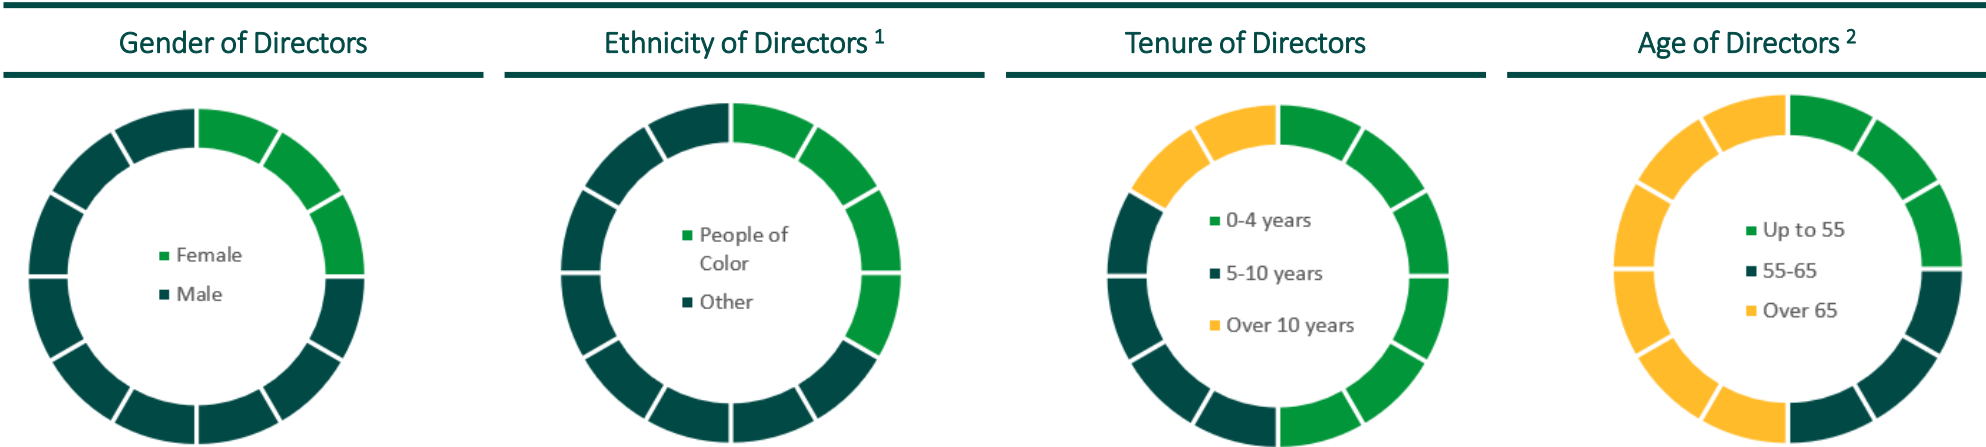 Gender of Directors
Ethnicity of Directors 1
Tenure of Directors
Age of Directors 2
Female
Male
People of
Color
Other
0-4 years
5-10 years
Over 10 years
Up to 55
55-65
Over 65